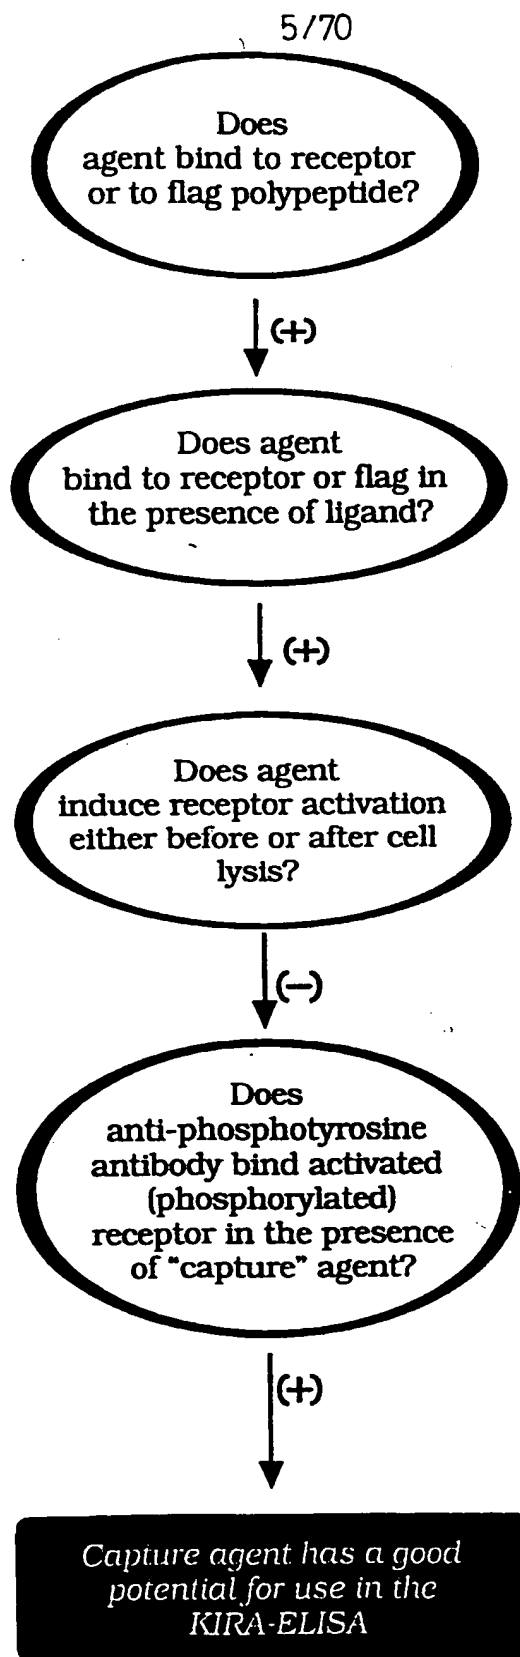 5/70
Does
agent bind to receptor
or to flag polypeptide?
(+)
Does agent
bind to receptor or flag in
the presence of ligand?
(+)
Does agent
induce receptor activation
either before or after cell
lysis?
(−)
Does
anti-phosphotyrosine
antibody bind activated
(phosphorylated)
receptor in the presence
of "capture" agent?
(+)
Capture agent has a good
potential for use in the
KIRA-ELISA